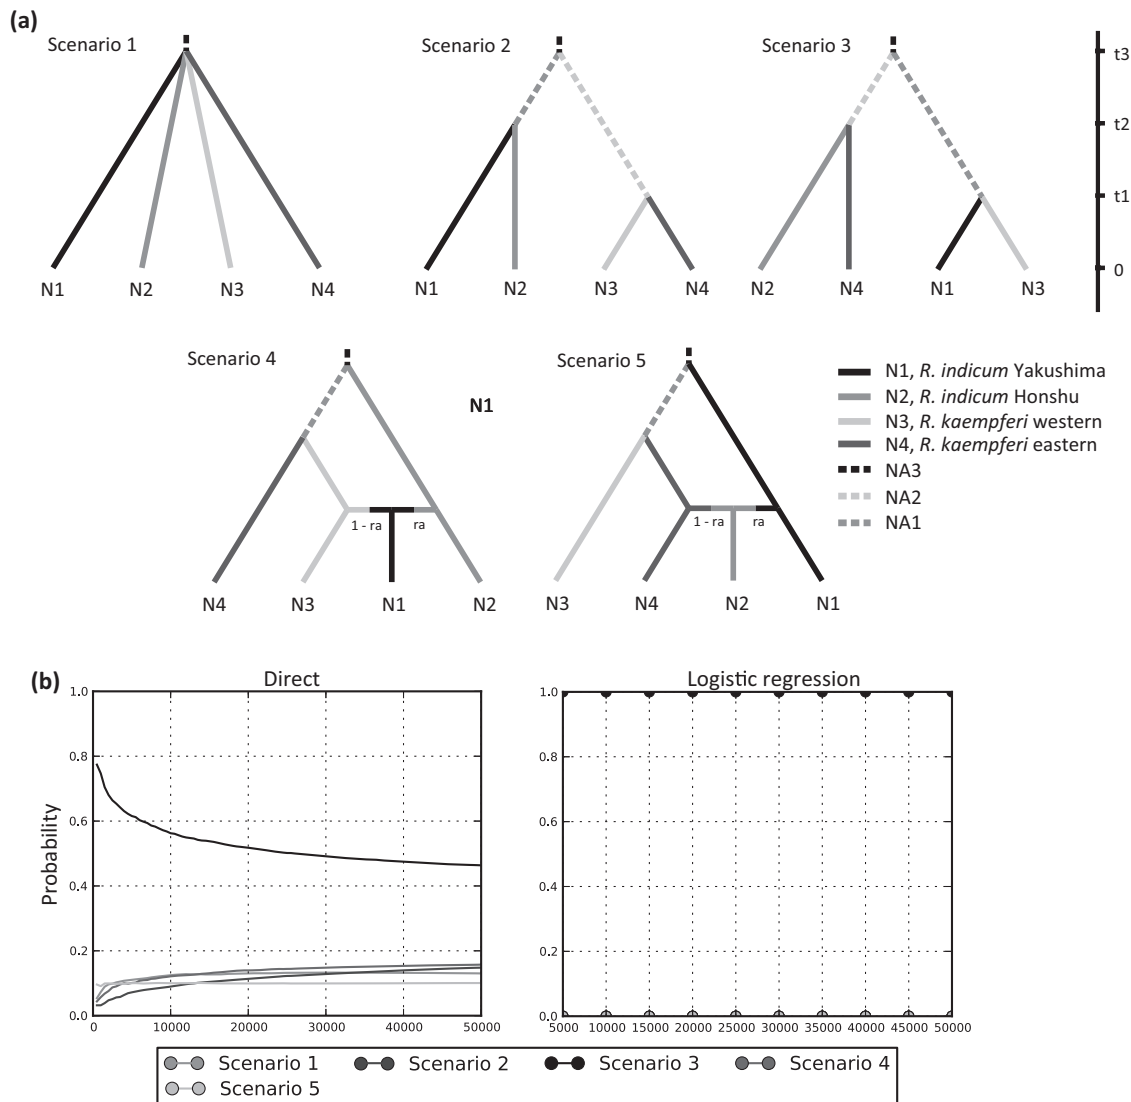 (a)
Scenario 1
Scenario 2
Scenario 3
t3
t2
t1
0
N1 N2 N3 N4
N1 N2 N3 N4
N2 N4 N1 N3
Scenario 4
Scenario 5
N1
1 - ra
ra
1 - ra
ra
N4 N3 N1 N2
N3 N4 N2 N1
N1, R. indicum Yakushima
N2, R. indicum Honshu
N3, R. kaempferi western
N4, R. kaempferi eastern
NA3
NA2
NA1
(b)
Direct
Logistic regression
Probability
1.0
0.8
0.6
0.4
0.2
0.0
0 10000 20000 30000 40000 50000
1.0
0.8
0.6
0.4
0.2
0.0
5000 10000 15000 20000 25000 30000 35000 40000 45000 50000
Scenario 1 Scenario 2 Scenario 3 Scenario 4
Scenario 5